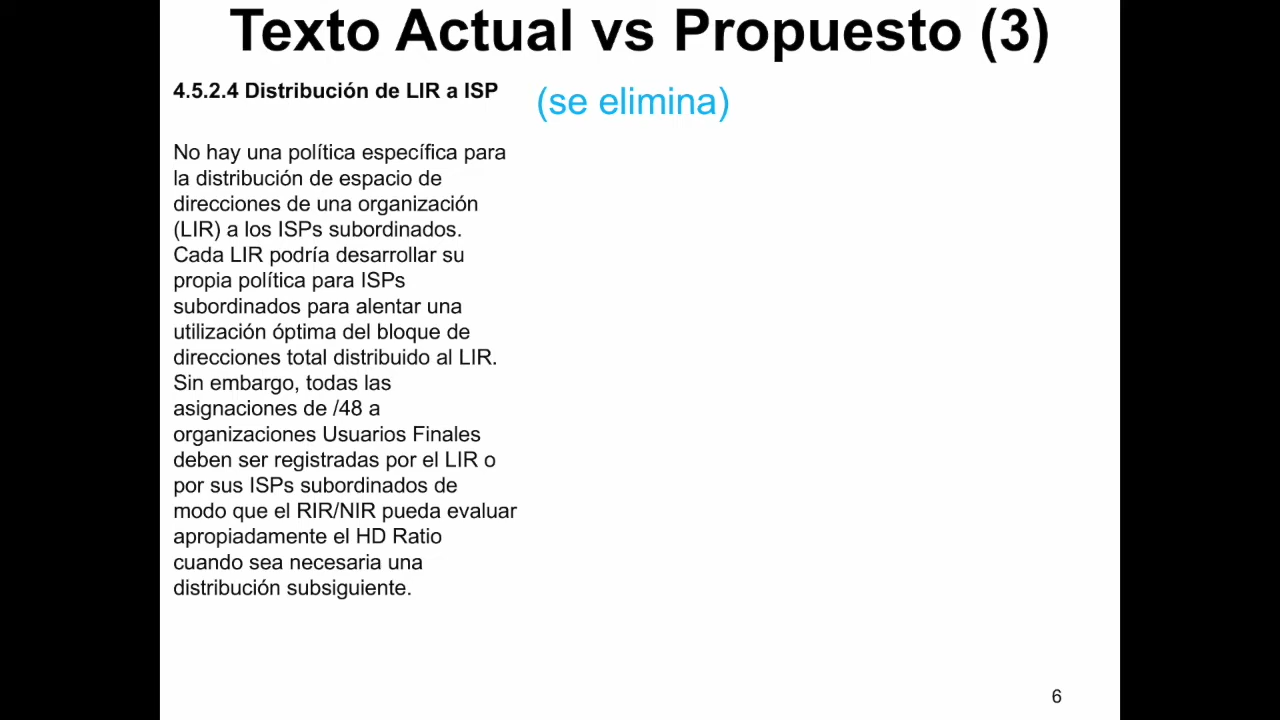 Texto Actual vs Propuesto (3)
4.5.2.4 Distribución de LIR a ISP
(se elimina)
No hay una política específica para
la distribución de espacio de
direcciones de una organización
(LIR) a los ISPs subordinados.
Cada LIR podría desarrollar su
propia política para ISPs
subordinados para alentar una
utilización óptima del bloque de
direcciones total distribuido al LIR.
Sin embargo, todas las
asignaciones de /48 a
organizaciones Usuarios Finales
deben ser registradas por el LIR o
por sus ISPs subordinados de
modo que el RIR/NIR pueda evaluar
apropiadamente el HD Ratio
cuando sea necesaria una
distribución subsiguiente.
6